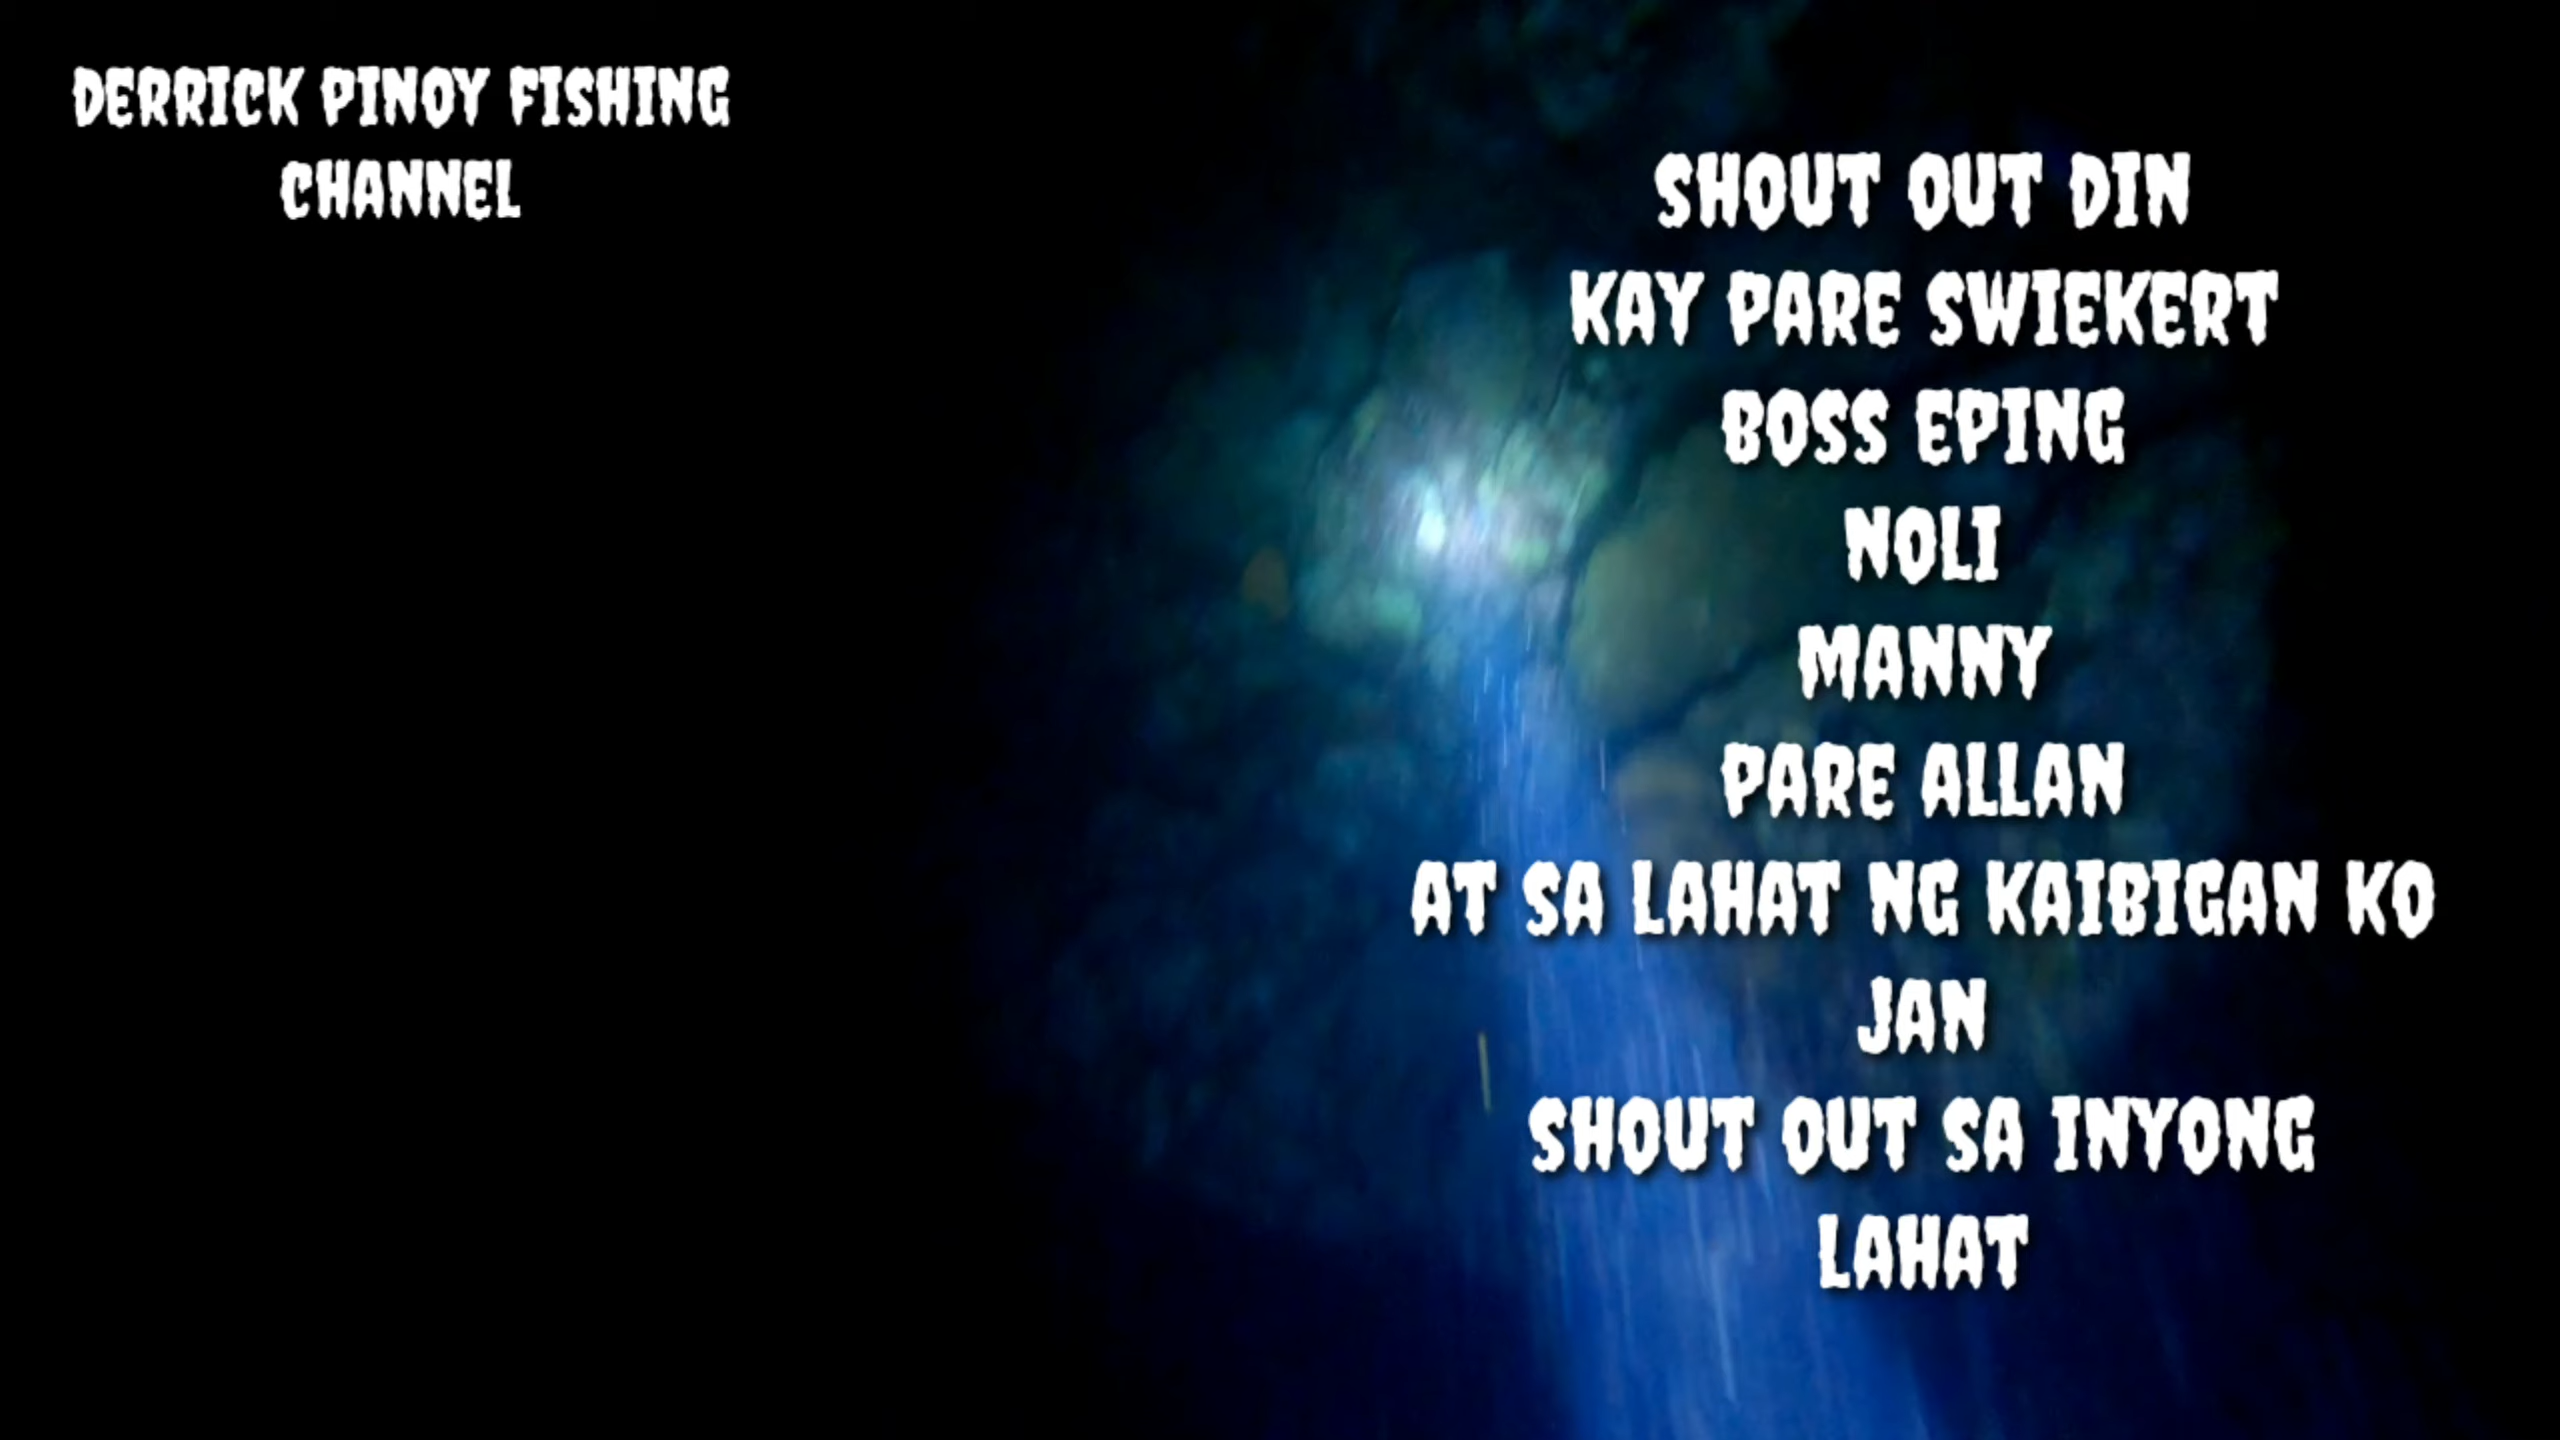 DERRICK PINOY FISHING
CHANNEL
SHOUT OUT DIN
KAY PARE SWIEKERT
BOSS EPING
NOLI
MANNY
PARE ALLAN
AT SA LAHAT NG KAIBIGAN KO
JAN
SHOUT OUT SA INYONG
LAHAT